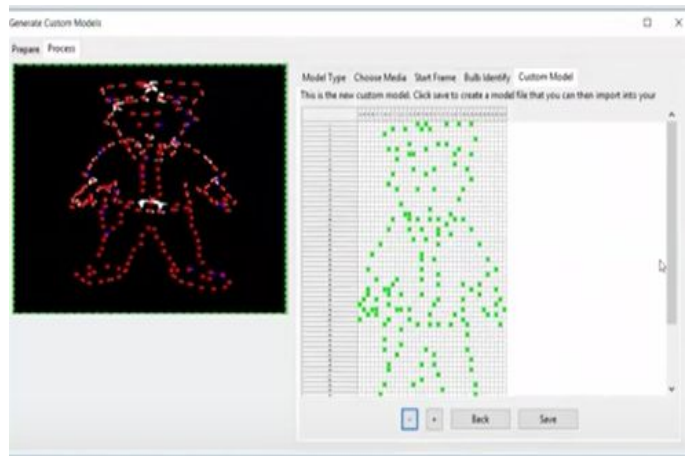 Generate Custom Models
Prepare Process
Model Type Choose Media Start Frame Bulb Identify Custom Model
This is the new custom model. Click save to create a model file that you can then import into your
- + Back Save